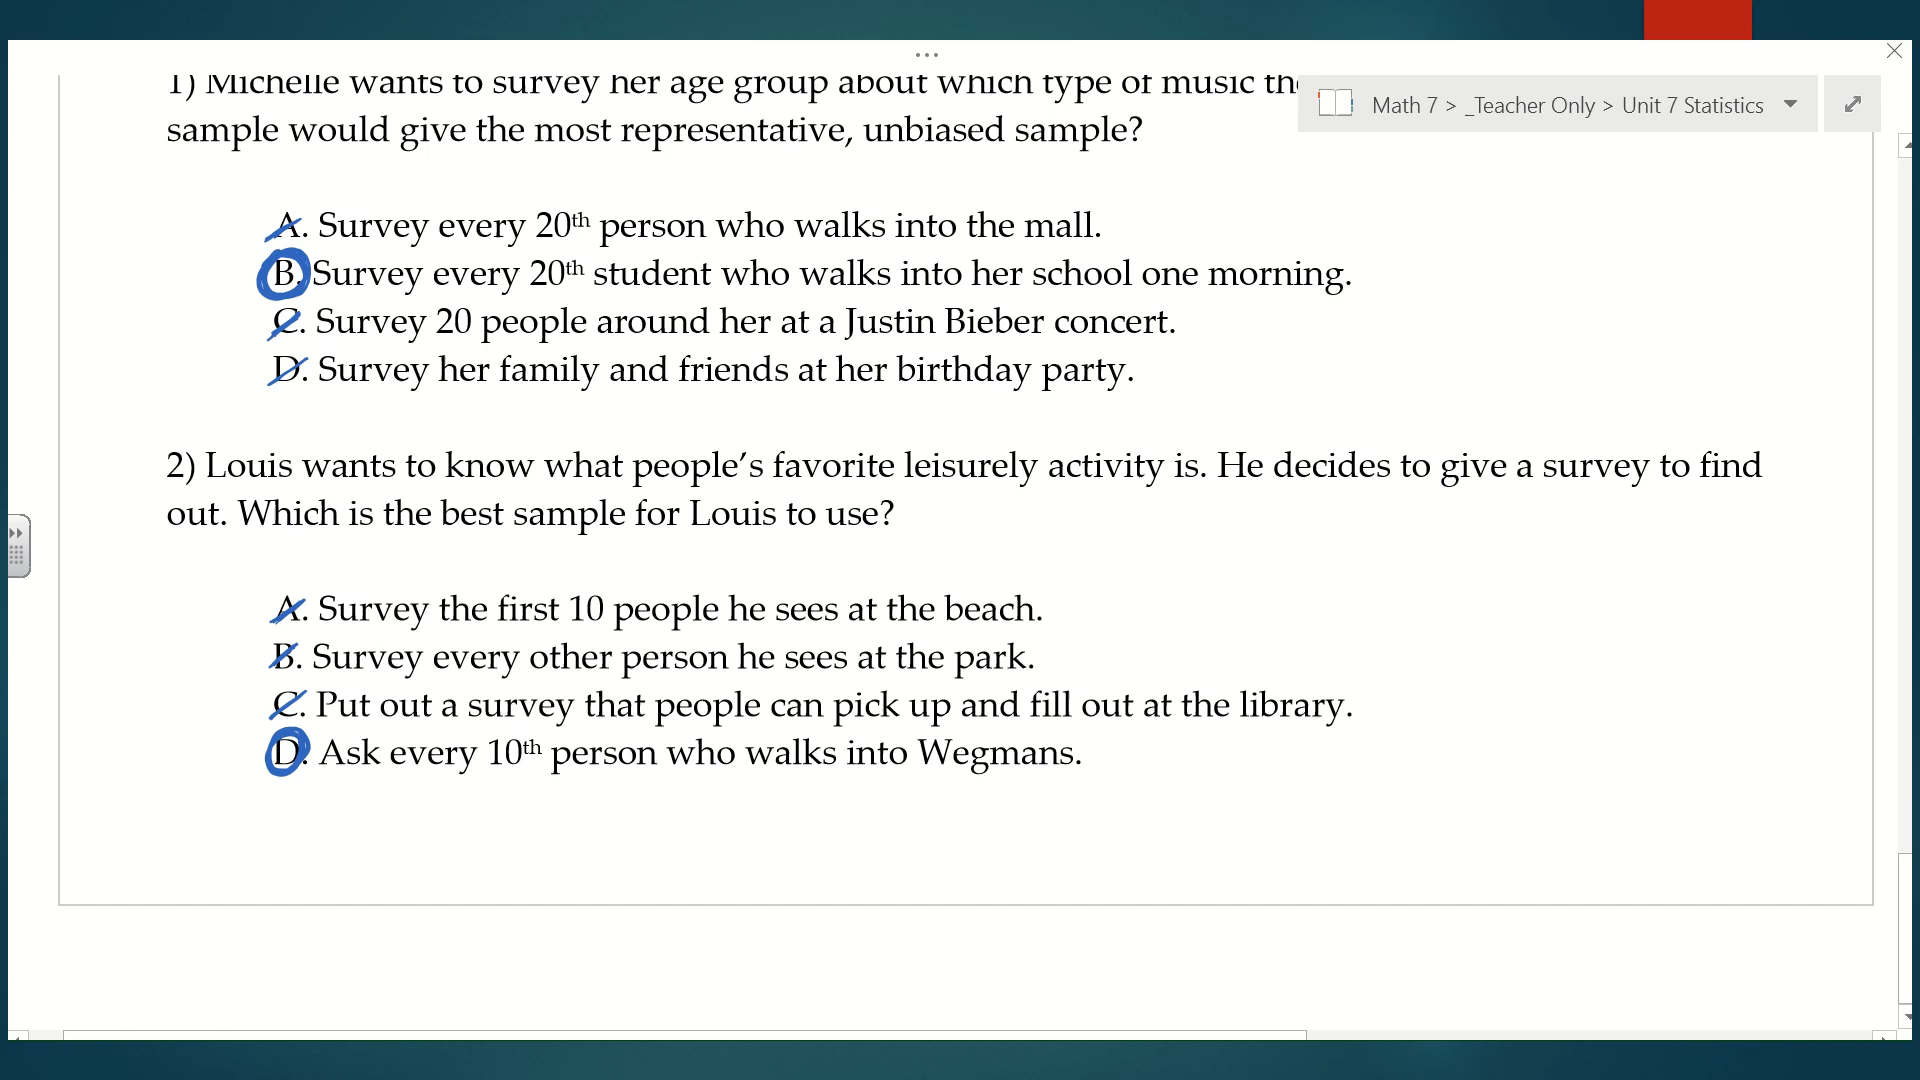 1) Michelle wants to survey her age group about which type of music
Math 7 > _Teacher Only > Unit 7 Statistics
sample would give the most representative, unbiased sample?
A. Survey every 20th person who walks into the mall.
B. Survey every 20th student who walks into her school one morning.
C. Survey 20 people around her at a Justin Bieber concert.
D. Survey her family and friends at her birthday party.
2) Louis wants to know what people’s favorite leisurely activity is. He decides to give a survey to find
out. Which is the best sample for Louis to use?
A. Survey the first 10 people he sees at the beach.
B. Survey every other person he sees at the park.
C. Put out a survey that people can pick up and fill out at the library.
D. Ask every 10th person who walks into Wegmans.